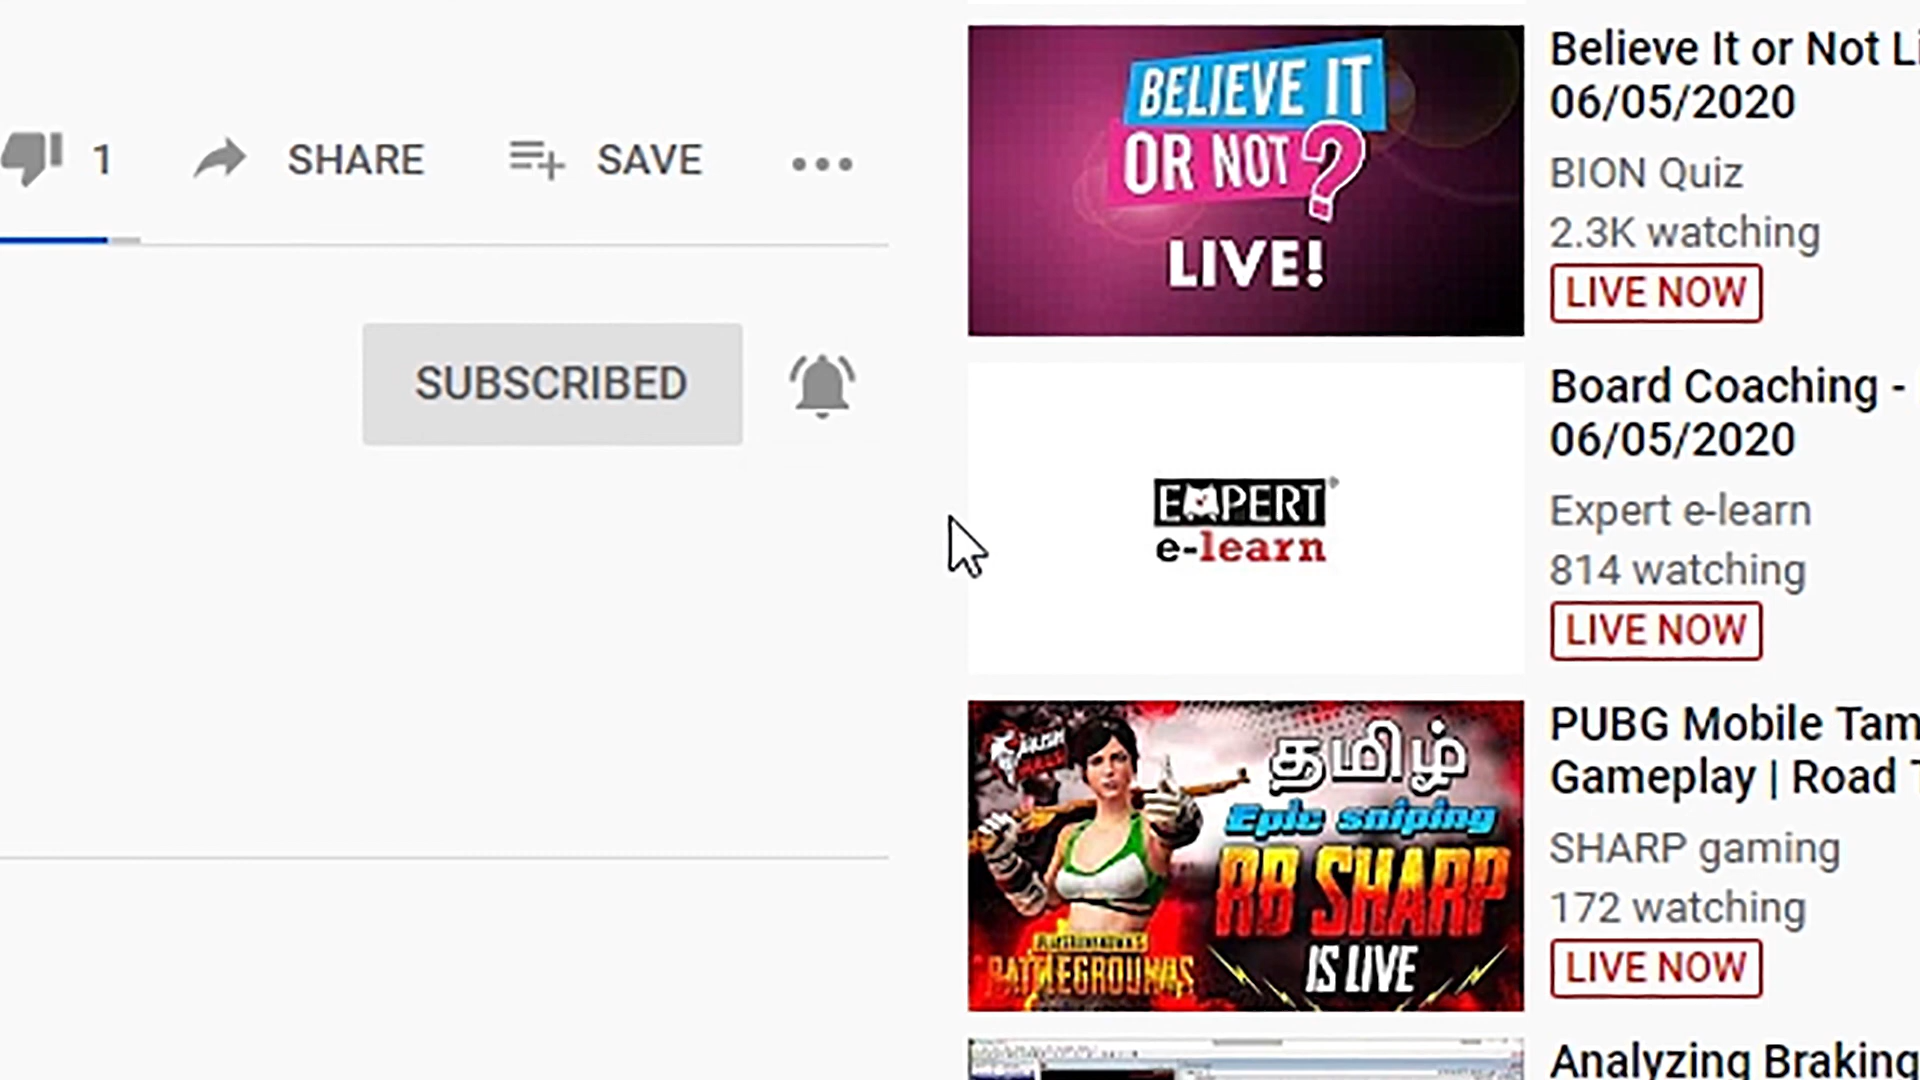 1 SHARE SAVE
SUBSCRIBED
BELIEVE IT
OR NOT?
LIVE!
Believe It or Not Li
06/05/2020
BION Quiz
2.3K watching
LIVE NOW
EXPERT
e-learn
Board Coaching -
06/05/2020
Expert e-learn
814 watching
LIVE NOW
தமிழ்
Epic sniping
RB SHARP
IS LIVE
BATTLEGROUNDS
PUBG Mobile Tam
Gameplay | Road T
SHARP gaming
172 watching
LIVE NOW
Analyzing Braking